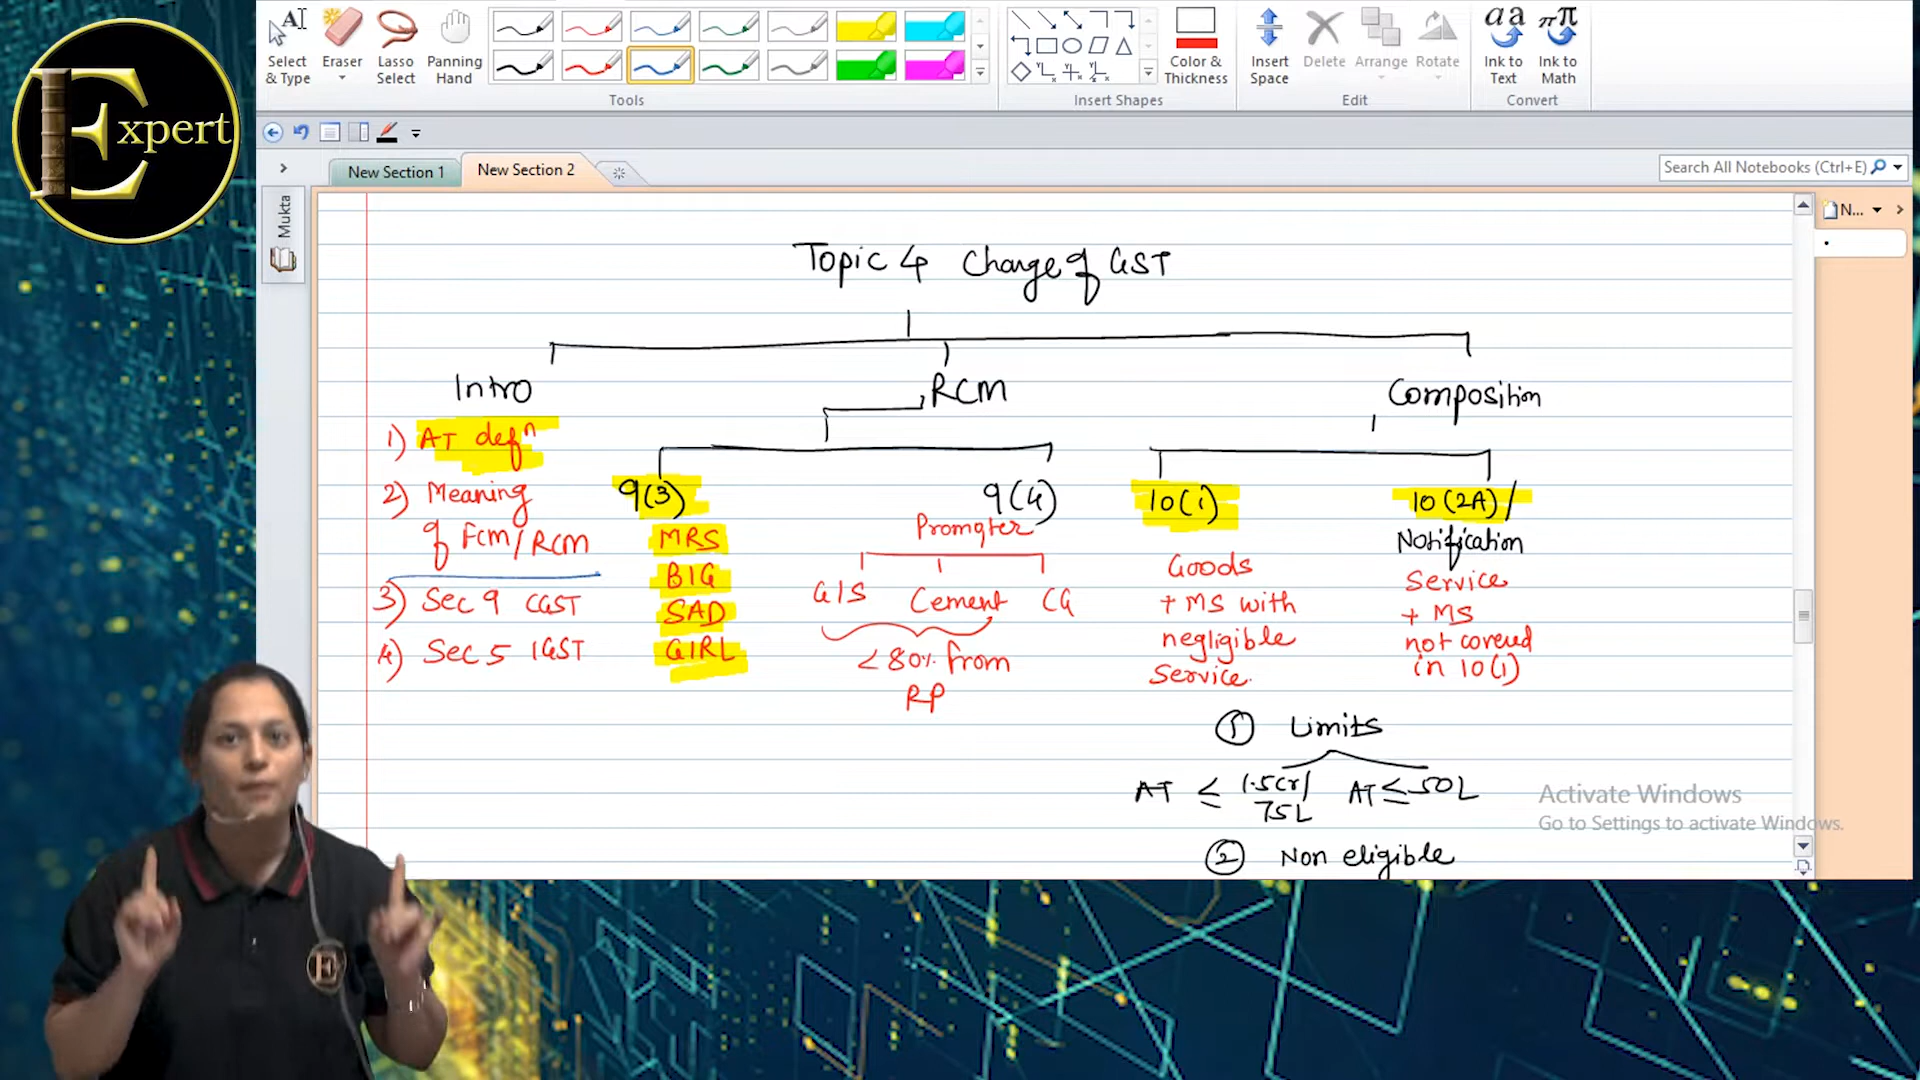 Expert
Select & Type
Eraser
Lasso Select
Panning Hand
Tools
Insert Shapes
Color & Thickness
Insert Space
Delete
Arrange
Rotate
Edit
Ink to Text
Ink to Math
Convert
New Section 1
New Section 2
Search All Notebooks (Ctrl+E)
N...
Mukta
Topic 4 Charge of GST
Intro
RCM
Composition
1) AT defn
2) Meaning
of FCM/RCM
3) Sec 9 CGST
4) Sec 5 IGST
9(3)
MRS
BIG
SAD
GIRL
9(4)
Promoter
G/S
Cement
CG
<80% from
RP
10(1)
Goods
+ MS with
negligible
Service.
10(2A)/
Notification
Service
+ MS
not covered
in 10(1)
① Limits
AT ≤ 1.5Cr/
75L
AT ≤ 50L
② Non eligible
Activate Windows
Go to Settings to activate Windows.
E